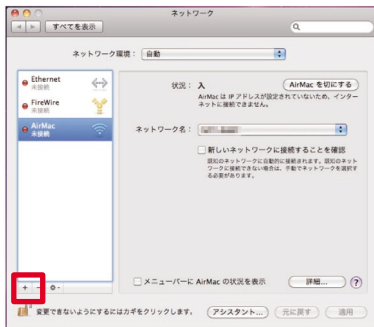 ネットワーク
すべてを表示
ネットワーク環境： 自動
Ethernet
未接続
FireWire
未接続
AirMac
未接続
状況： 入
AirMac を切にする
AirMac は IP アドレスが設定されていないため、インター
ネットに接続できません。
ネットワーク名：
新しいネットワークに接続することを確認
既知のネットワークに自動的に接続されます。既知のネット
ワークに接続できない場合は、手動でネットワークを選択す
る必要があります。
メニューバーに AirMac の状況を表示
詳細... ?
+ −
変更できないようにするにはカギをクリックします。
アシスタント... 元に戻す 適用